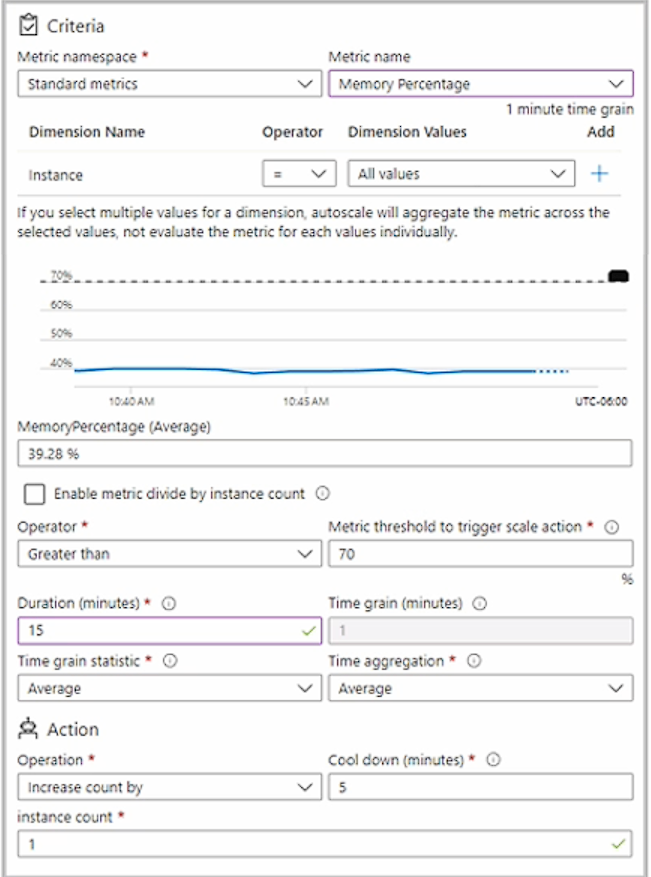 Criteria
Metric namespace * Metric name
Standard metrics Memory Percentage
1 minute time grain
Dimension Name Operator Dimension Values Add
Instance = All values +
If you select multiple values for a dimension, autoscale will aggregate the metric across the
selected values, not evaluate the metric for each values individually.
70%
60%
50%
40%
10:40 AM 10:45 AM UTC-06:00
MemoryPercentage (Average)
39.28 %
Enable metric divide by instance count
Operator * Metric threshold to trigger scale action *
Greater than 70
%
Duration (minutes) * Time grain (minutes)
15 1
Time grain statistic * Time aggregation *
Average Average
Action
Operation * Cool down (minutes) *
Increase count by 5
instance count *
1